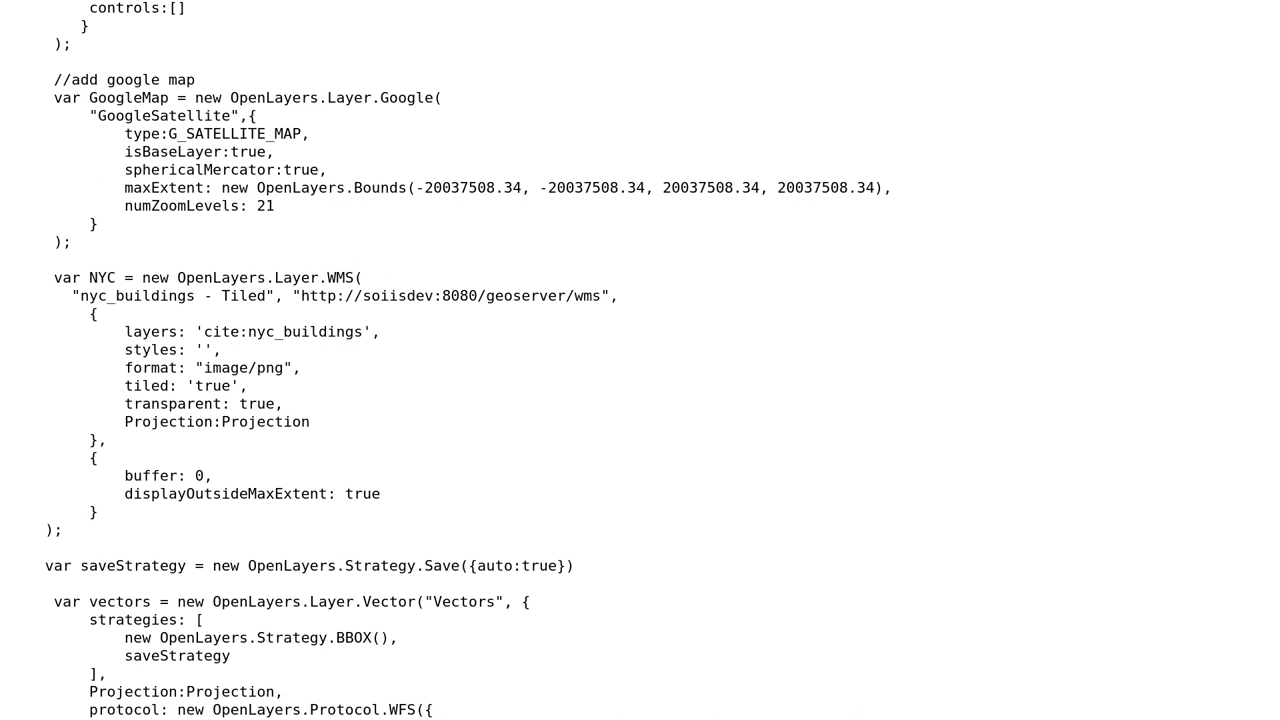 controls:[]
}
);
//add google map
var GoogleMap = new OpenLayers.Layer.Google(
"GoogleSatellite",{
type:G_SATELLITE_MAP,
isBaseLayer:true,
sphericalMercator:true,
maxExtent: new OpenLayers.Bounds(-20037508.34, -20037508.34, 20037508.34, 20037508.34),
numZoomLevels: 21
}
);
var NYC = new OpenLayers.Layer.WMS(
"nyc_buildings - Tiled", "http://soiisdev:8080/geoserver/wms",
{
layers: 'cite:nyc_buildings',
styles: '',
format: "image/png",
tiled: 'true',
transparent: true,
Projection:Projection
},
{
buffer: 0,
displayOutsideMaxExtent: true
}
);
var saveStrategy = new OpenLayers.Strategy.Save({auto:true})
var vectors = new OpenLayers.Layer.Vector("Vectors", {
strategies: [
new OpenLayers.Strategy.BBOX(),
saveStrategy
],
Projection:Projection,
protocol: new OpenLayers.Protocol.WFS({